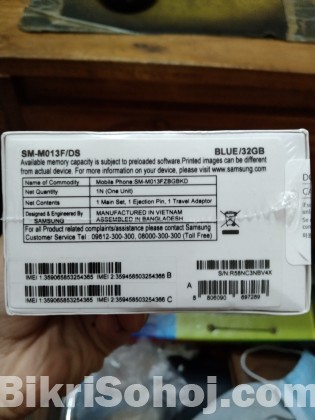 SM-M013F/DS BLUE/32GB
Available memory capacity is subject to preloaded software.Printed images can be different
from actual device. For more information on your device, please visit www.samsung.com
Name of Commodity Mobile Phone:SM-M013FZBGBKD
Net Quantity 1N (One Unit)
Net Contents 1 Main Set, 1 Ejection Pin, 1 Travel Adaptor
Designed & Engineered by SAMSUNG MANUFACTURED IN VIETNAM
ASSEMBLED IN BANGLADESH
For all Product related complaints/assistance please contact Samsung
Customer Service Tel : 09612-300-300, 08000-300-300 (Toll Free)
B
S/N:R58NC3NBV4X
A
C
BikriSohoj.com